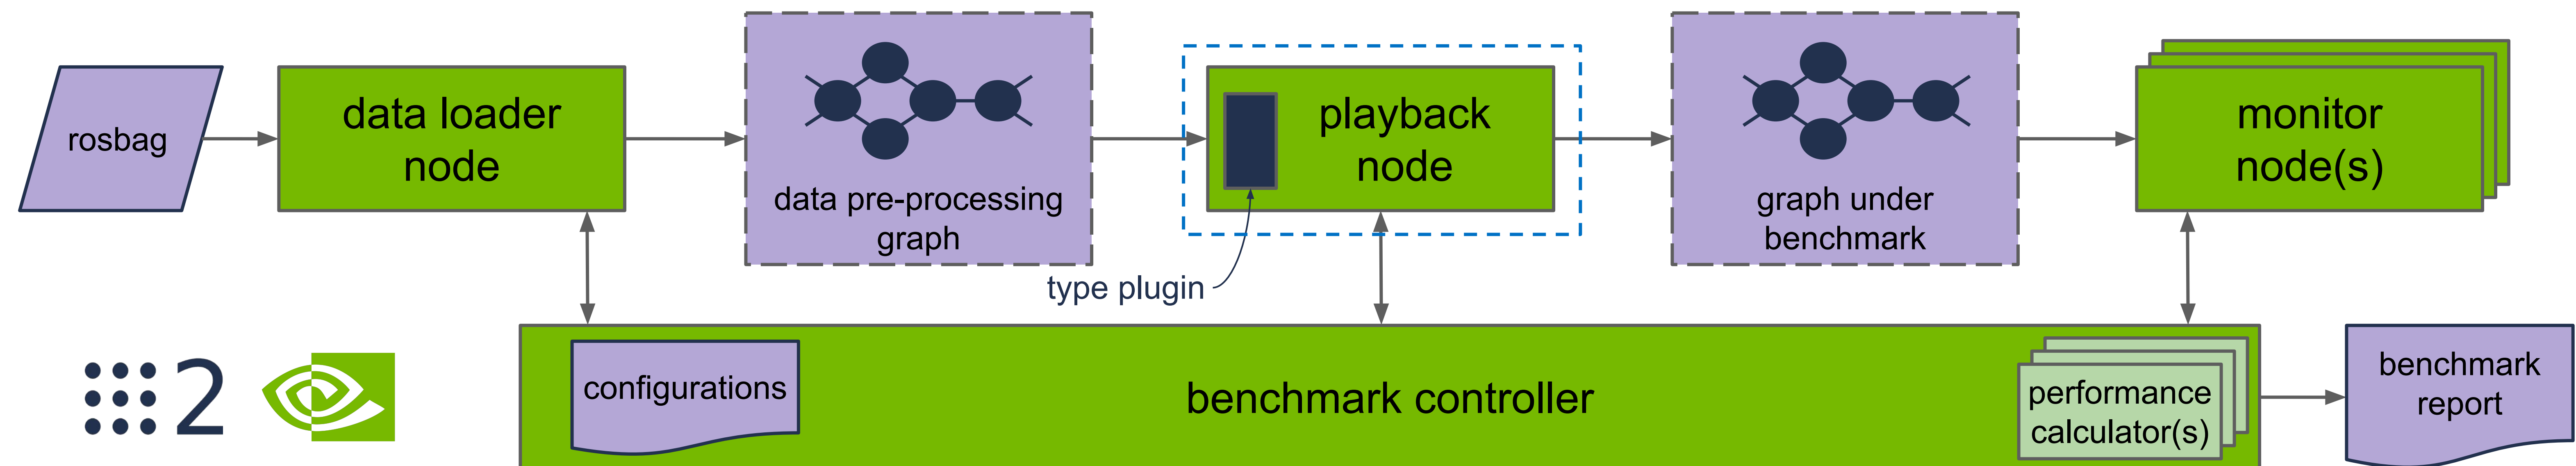 rosbag
data loader
node
data pre-processing
graph
playback
node
type plugin
graph under
benchmark
monitor
node(s)
2
configurations
benchmark controller
performance
calculator(s)
benchmark
report